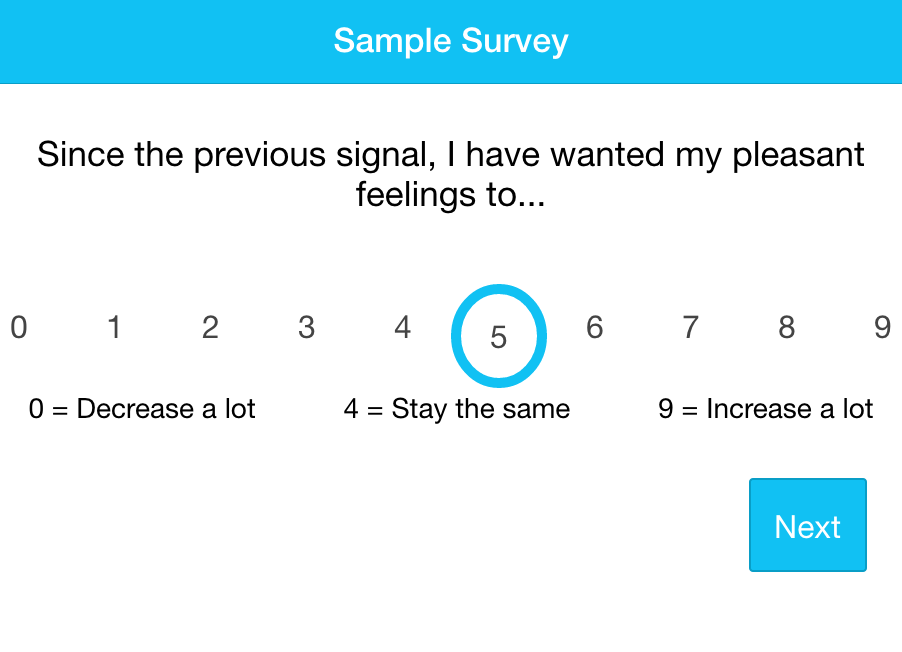 Sample Survey
Since the previous signal, I have wanted my pleasant
feelings to...
0 1 2 3 4 5 6 7 8 9
0 = Decrease a lot 4 = Stay the same 9 = Increase a lot
Next